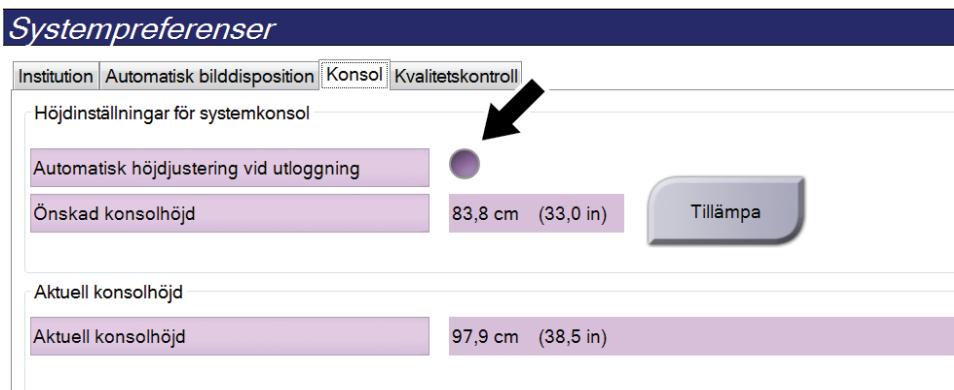 Systempreferenser
Institution Automatisk bilddisposition Konsol Kvalitetskontroll
Höjdinställningar för systemkonsol
Automatisk höjdjustering vid utloggning
Önskad konsolhöjd 83,8 cm (33,0 in) Tillämpa
Aktuell konsolhöjd
Aktuell konsolhöjd 97,9 cm (38,5 in)